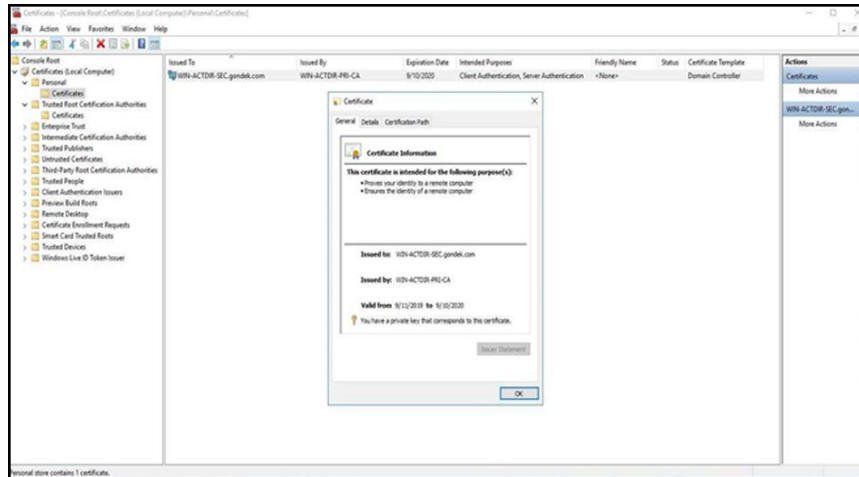 Certificates - [Console Root\Certificates (Local Computer)\Personal\Certificates]
File Action View Favorites Window Help
Console Root
Certificates (Local Computer)
Personal
Certificates
Trusted Root Certification Authorities
Certificates
Enterprise Trust
Intermediate Certification Authorities
Trusted Publishers
Untrusted Certificates
Third-Party Root Certification Authorities
Trusted People
Client Authentication Issuers
Preview Build Roots
Remote Desktop
Certificate Enrollment Requests
Smart Card Trusted Roots
Trusted Devices
Windows Live ID Token Issuer
Issued To Issued By Expiration Date Intended Purposes Friendly Name Status Certificate Template
WIN-ACTDIR-SEC.gondek.com WIN-ACTDIR-PRI-CA 9/10/2020 Client Authentication, Server Authentication <None> Domain Controller
Certificate
General Details Certification Path
Certificate Information
This certificate is intended for the following purpose(s):
• Proves your identity to a remote computer
• Ensures the identity of a remote computer
Issued to: WIN-ACTDIR-SEC.gondek.com
Issued by: WIN-ACTDIR-PRI-CA
Valid from 9/11/2019 to 9/10/2020
You have a private key that corresponds to this certificate.
Issuer Statement
OK
Actions
Certificates
More Actions
WIN-ACTDIR-SEC.gon...
More Actions
Personal store contains 1 certificate.